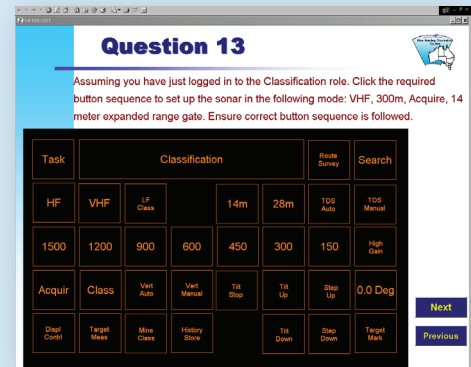 Question 13
Assuming you have just logged in to the Classification role. Click the required
button sequence to set up the sonar in the following mode: VHF, 300m, Acquire, 14
meter expanded range gate. Ensure correct button sequence is followed.
Task Classification Route Survey Search
HF VHF LF Class 14m 28m TDS Auto TDS Manual
1500 1200 900 600 450 300 150 High Gain
Acquir Class Vert Auto Vert Manual Tilt Stop Tilt Up Step Up 0.0 Deg
Displ Contrl Target Meas Mine Class History Store Tilt Down Step Down Target Mark
Next
Previous